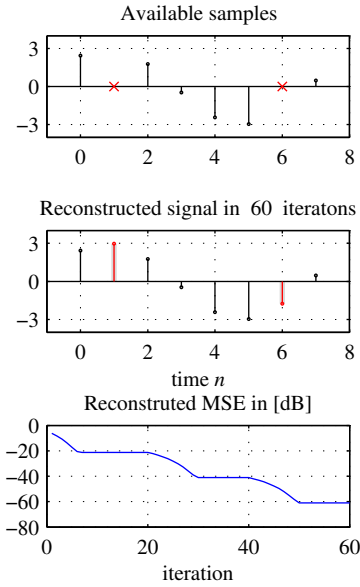 Available samples
3
0
−3
0 2 4 6 8
Reconstructed signal in 60 iteratons
3
0
−3
0 2 4 6 8
time n
Reconstruted MSE in [dB]
0
−20
−40
−60
−80
0 20 40 60
iteration